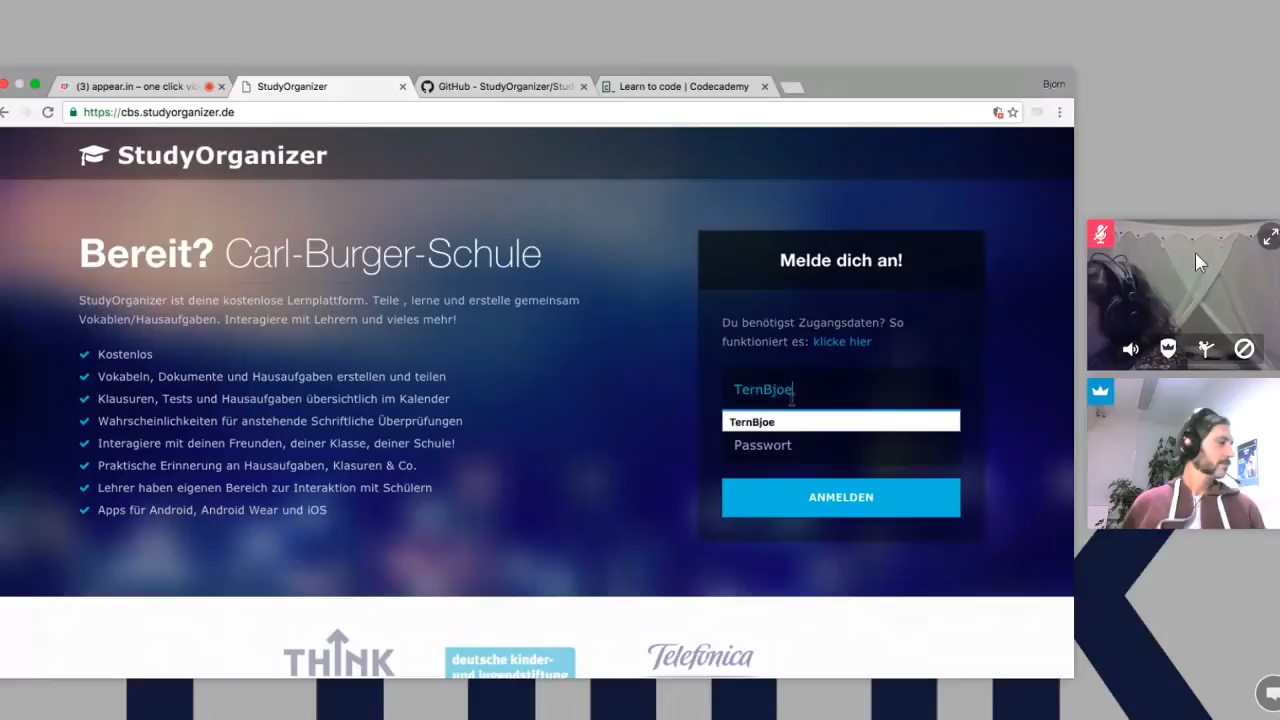 (3) appear.in – one click vi
StudyOrganizer
GitHub - StudyOrganizer/Stud
Learn to code | Codecademy
Bjorn
https://cbs.studyorganizer.de
StudyOrganizer
Bereit? Carl-Burger-Schule
StudyOrganizer ist deine kostenlose Lernplattform. Teile , lerne und erstelle gemeinsam
Vokablen/Hausaufgaben. Interagiere mit Lehrern und vieles mehr!
Kostenlos
Vokabeln, Dokumente und Hausaufgaben erstellen und teilen
Klausuren, Tests und Hausaufgaben übersichtlich im Kalender
Wahrscheinlichkeiten für anstehende Schriftliche Überprüfungen
Interagiere mit deinen Freunden, deiner Klasse, deiner Schule!
Praktische Erinnerung an Hausaufgaben, Klasuren & Co.
Lehrer haben eigenen Bereich zur Interaktion mit Schülern
Apps für Android, Android Wear und iOS
Melde dich an!
Du benötigst Zugangsdaten? So
funktioniert es: klicke hier
TernBjoe
TernBjoe
Passwort
ANMELDEN
THINK
deutsche kinder-
und jugendstiftung
Telefonica